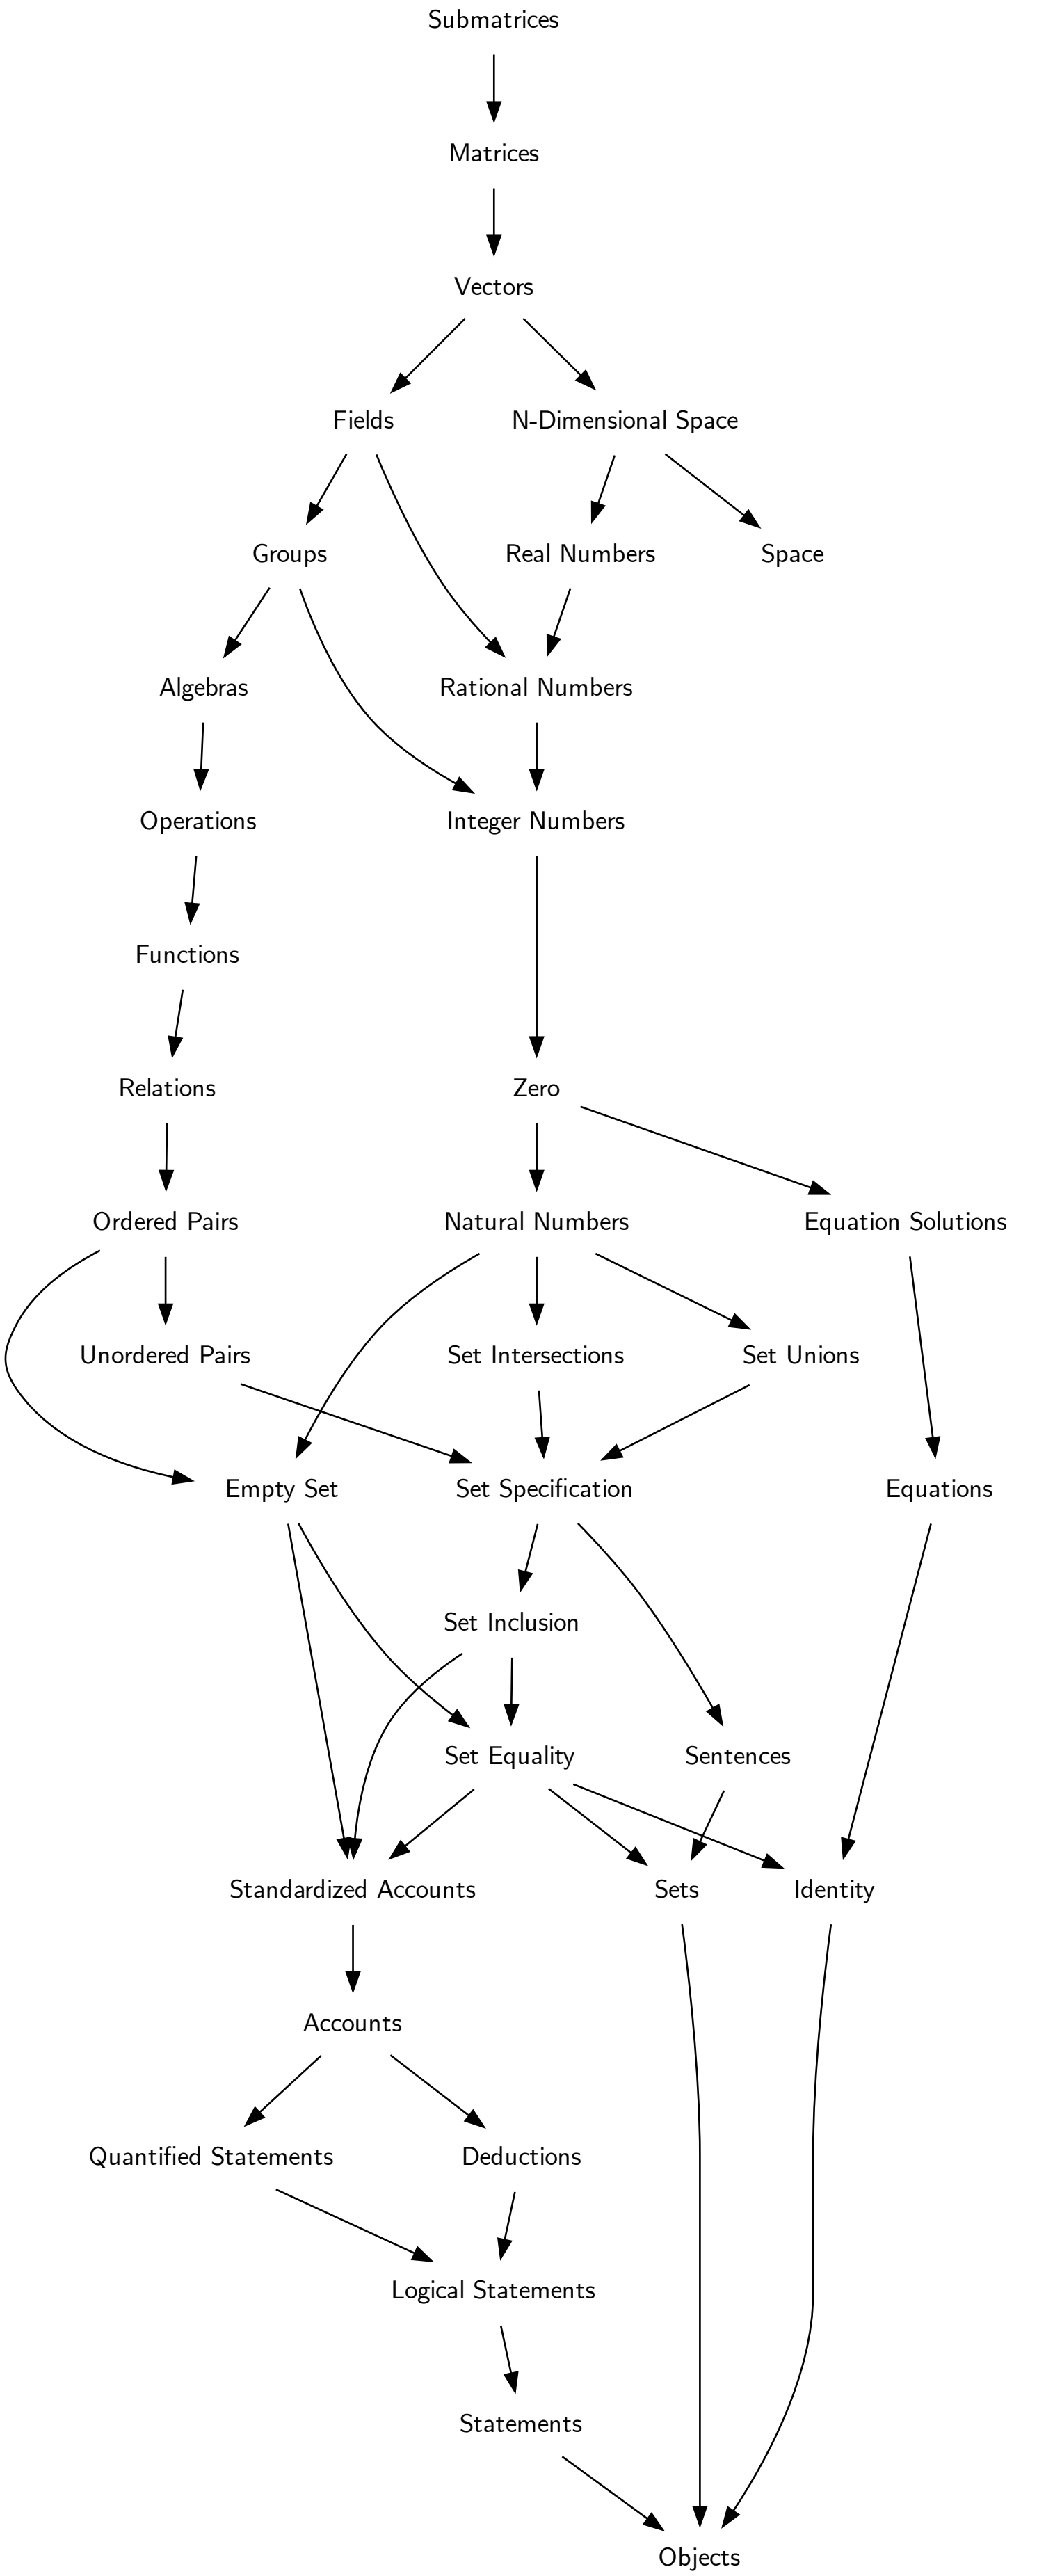 Submatrices
Matrices
Vectors
Fields
N-Dimensional Space
Groups
Real Numbers
Space
Algebras
Rational Numbers
Operations
Integer Numbers
Functions
Relations
Zero
Ordered Pairs
Natural Numbers
Equation Solutions
Unordered Pairs
Set Intersections
Set Unions
Empty Set
Set Specification
Equations
Set Inclusion
Set Equality
Sentences
Standardized Accounts
Sets
Identity
Accounts
Quantified Statements
Deductions
Logical Statements
Statements
Objects